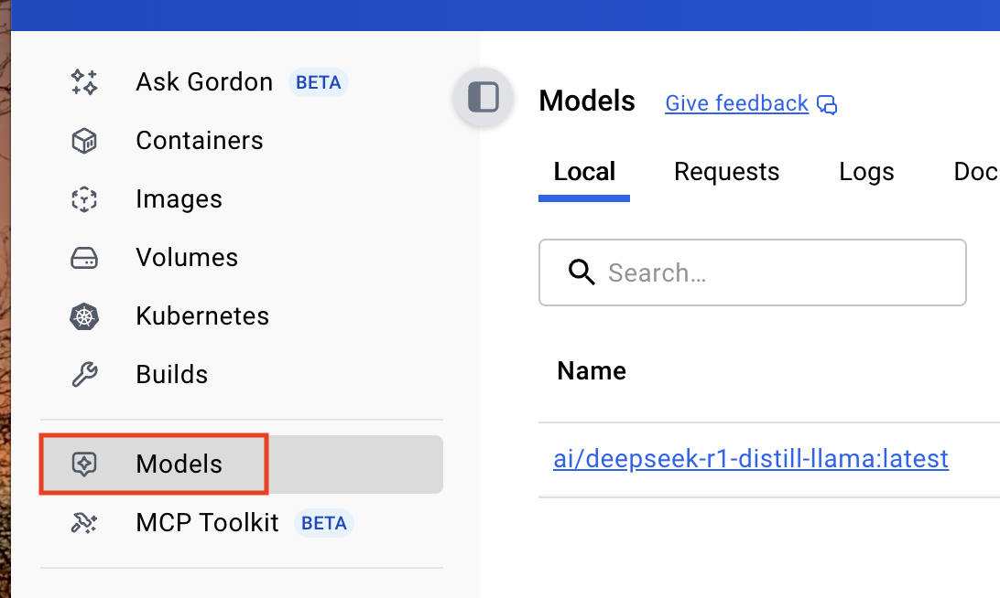 Ask Gordon BETA
Containers
Images
Volumes
Kubernetes
Builds
Models
MCP Toolkit BETA
Models Give feedback
Local Requests Logs Doc
Search...
Name
ai/deepseek-r1-distill-llama:latest